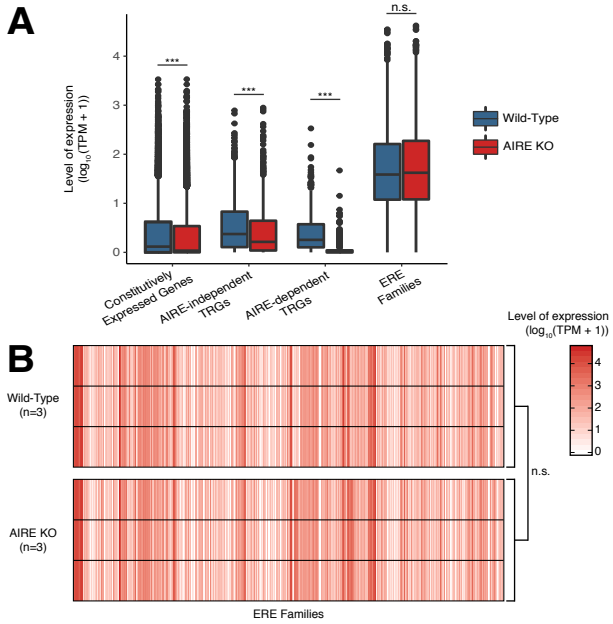 A
n.s.
***
***
***
Level of expression
(log10(TPM + 1))
4
3
2
1
0
Wild-Type
AIRE KO
Constitutively
Expressed Genes
AIRE-independent
TRGs
AIRE-dependent
TRGs
ERE
Families
B
Level of expression
(log10(TPM + 1))
4
3
2
1
0
Wild-Type
(n=3)
n.s.
AIRE KO
(n=3)
ERE Families